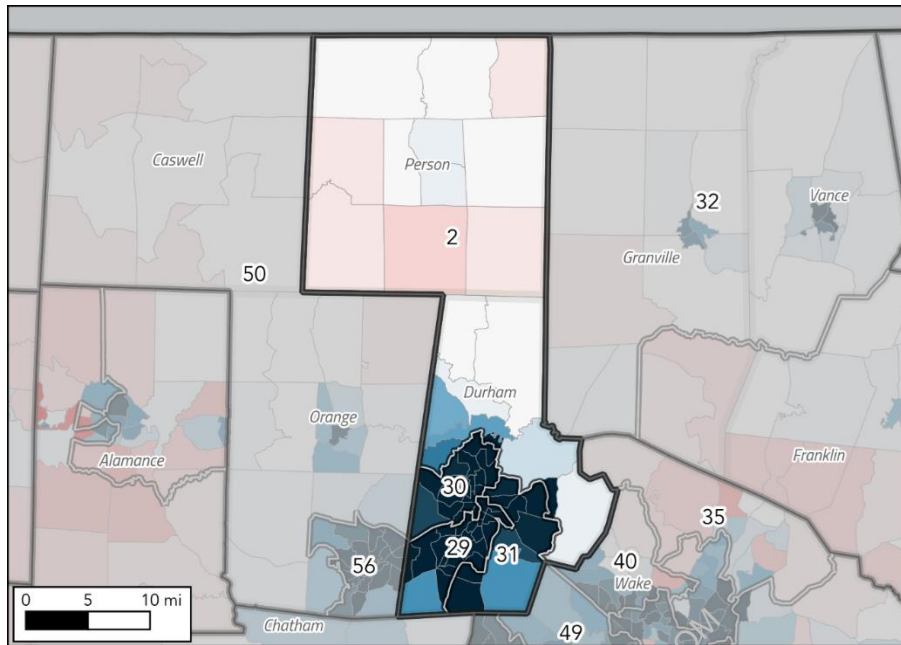 Caswell
Person
Vance
32
2
Granville
50
Durham
Orange
Franklin
Alamance
30
35
29
31
56
40
Wake
0 5 10 mi
Chatham
49